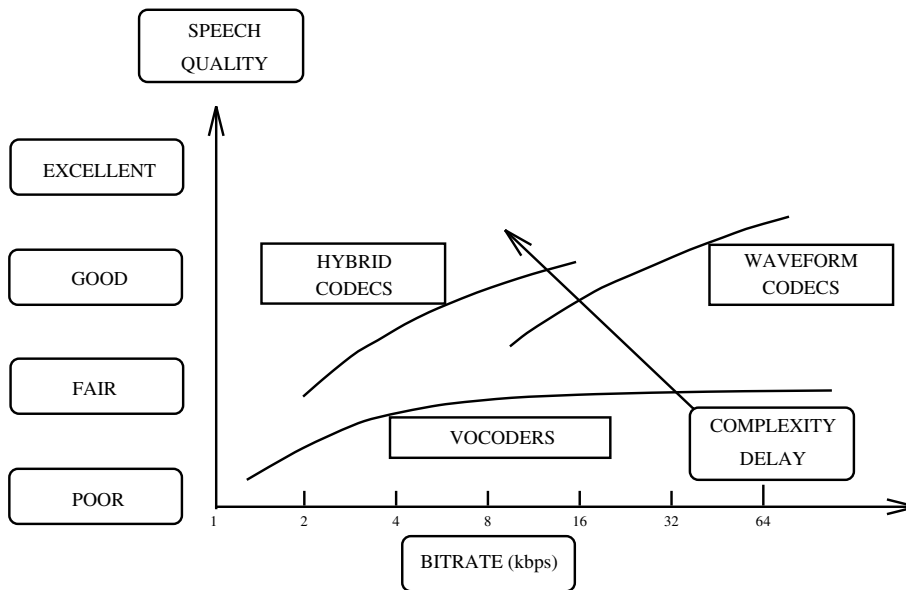 SPEECH
QUALITY
EXCELLENT
HYBRID
CODECS
WAVEFORM
CODECS
GOOD
FAIR
VOCODERS
COMPLEXITY
DELAY
POOR
1 2 4 8 16 32 64
BITRATE (kbps)